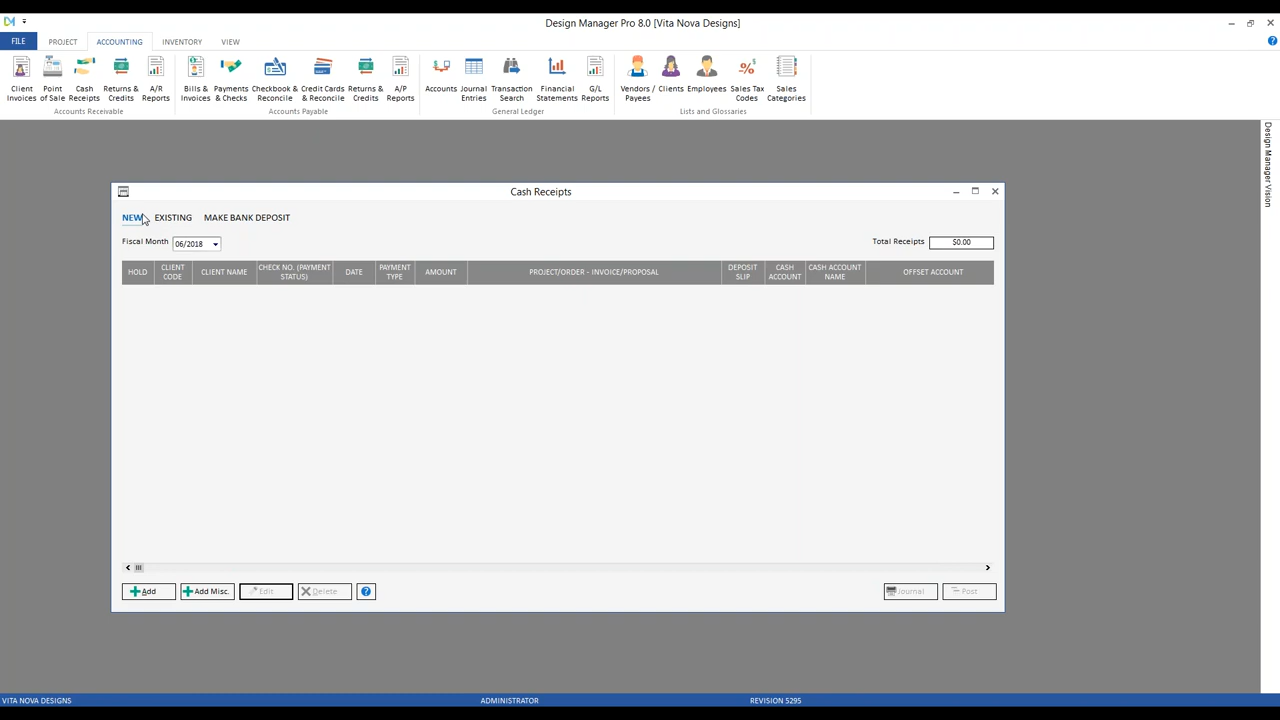 Design Manager Pro 8.0 [Vita Nova Designs]
FILE PROJECT ACCOUNTING INVENTORY VIEW
Client Invoices
Point of Sale
Cash Receipts
Returns & Credits
A/R Reports
Bills & Invoices
Payments & Checks
Checkbook & Reconcile
Credit Cards & Reconcile
Returns & Credits
A/P Reports
Accounts
Journal Entries
Transaction Search
Financial Statements
G/L Reports
Vendors / Payees
Clients
Employees
Sales Tax Codes
Sales Categories
Accounts Receivable
Accounts Payable
General Ledger
Lists and Glossaries
Design Manager Vision
Cash Receipts
NEW EXISTING MAKE BANK DEPOSIT
Fiscal Month 06/2018
Total Receipts $0.00
HOLD
CLIENT CODE
CLIENT NAME
CHECK NO. (PAYMENT STATUS)
DATE
PAYMENT TYPE
AMOUNT
PROJECT/ORDER - INVOICE/PROPOSAL
DEPOSIT SLIP
CASH ACCOUNT
CASH ACCOUNT NAME
OFFSET ACCOUNT
Add Add Misc. Edit Delete ? Journal Post
VITA NOVA DESIGNS ADMINISTRATOR REVISION 5295